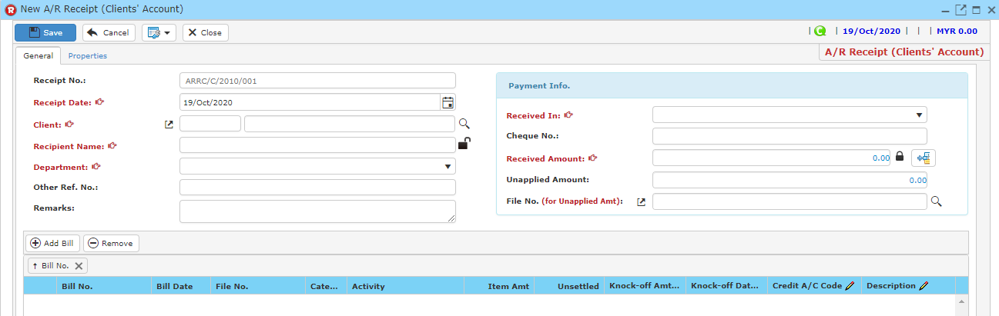 New A/R Receipt (Clients' Account)
Save Cancel Close | C | 19/Oct/2020 | | | MYR 0.00
General Properties A/R Receipt (Clients' Account)
Receipt No.: ARRC/C/2010/001
Receipt Date: 19/Oct/2020
Client:
Recipient Name:
Department:
Other Ref. No.:
Remarks:
Payment Info.
Received In:
Cheque No.:
Received Amount: 0.00
Unapplied Amount: 0.00
File No. (for Unapplied Amt):
Add Bill Remove
Bill No.
Bill No. Bill Date File No. Cate... Activity Item Amt Unsettled Knock-off Amt... Knock-off Dat... Credit A/C Code Description